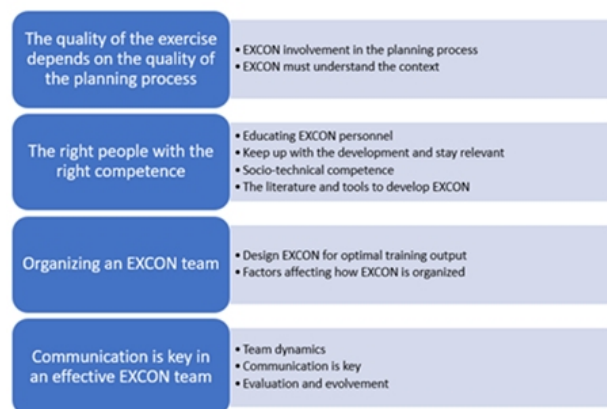 The quality of the exercise
depends on the quality of
the planning process
• EXCON involvement in the planning process
• EXCON must understand the context
The right people with the
right competence
• Educating EXCON personnel
• Keep up with the development and stay relevant
• Socio-technical competence
• The literature and tools to develop EXCON
Organizing an EXCON team
• Design EXCON for optimal training output
• Factors affecting how EXCON is organized
Communication is key in
an effective EXCON team
• Team dynamics
• Communication is key
• Evaluation and evolvement